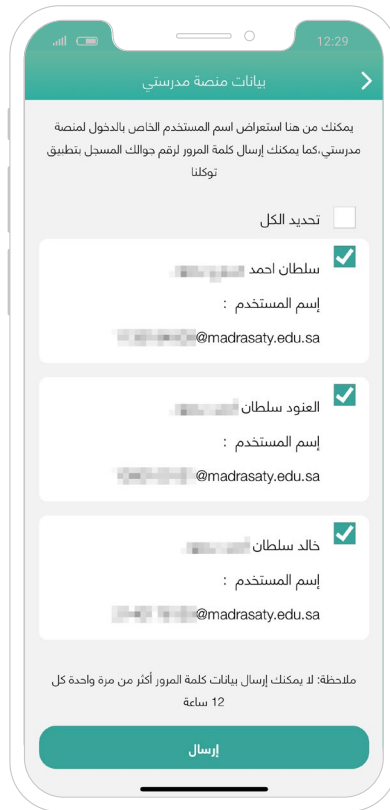 12:29
بيانات منصة مدرستي
يمكنك من هنا استعراض اسم المستخدم الخاص بالدخول لمنصة
مدرستي،كما يمكنك إرسال كلمة المرور لرقم جوالك المسجل بتطبيق
توكلنا
تحديد الكل
سلطان احمد
إسم المستخدم :
@madrasaty.edu.sa
العنود سلطان
إسم المستخدم :
@madrasaty.edu.sa
خالد سلطان
إسم المستخدم :
@madrasaty.edu.sa
ملاحظة: لا يمكنك إرسال بيانات كلمة المرور أكثر من مرة واحدة كل
12 ساعة
إرسال